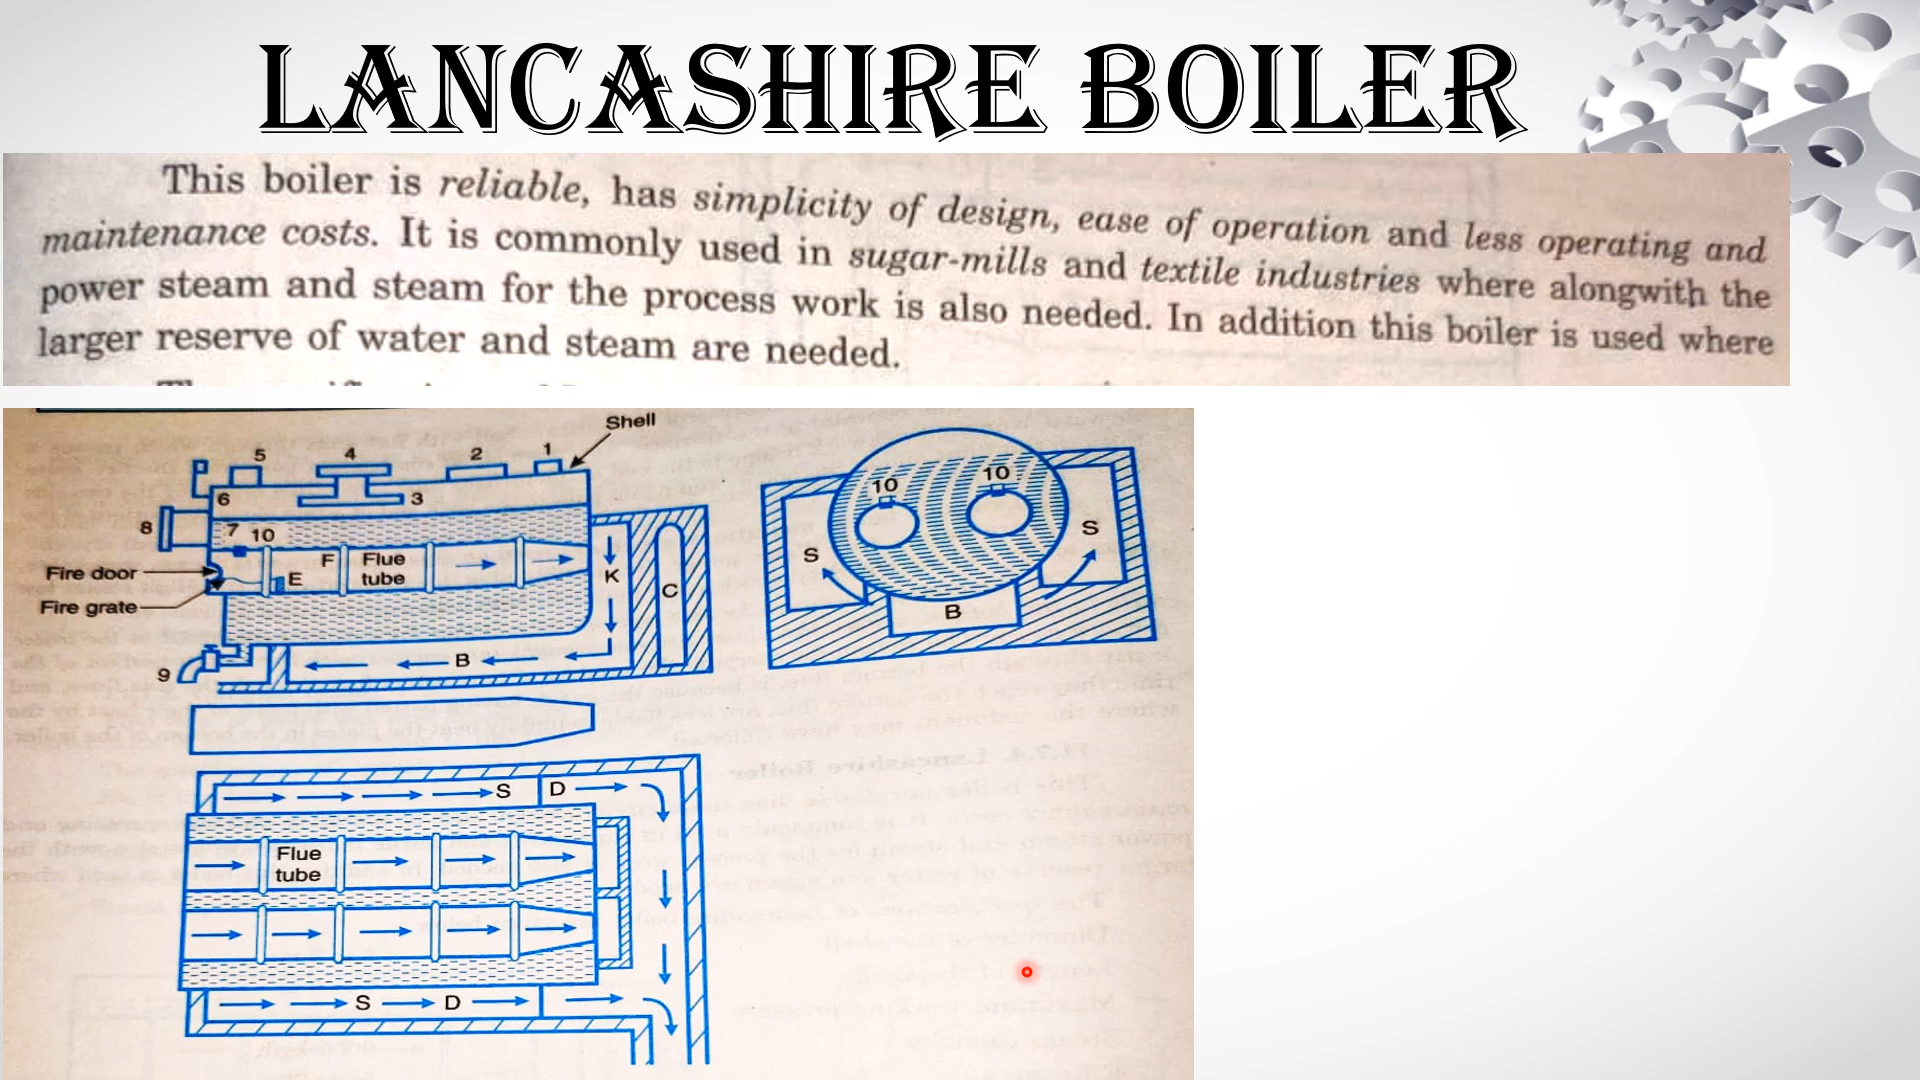 LANCASHIRE BOILER
This boiler is reliable, has simplicity of design, ease of operation and less operating and
maintenance costs. It is commonly used in sugar-mills and textile industries where alongwith the
power steam and steam for the process work is also needed. In addition this boiler is used where
larger reserve of water and steam are needed.
Shell
5 4 2 1
6 3
8 7 10
F Flue
tube
Fire door
E
K
C
Fire grate
B
9
10 10
S S
B
S D
Flue
tube
S D